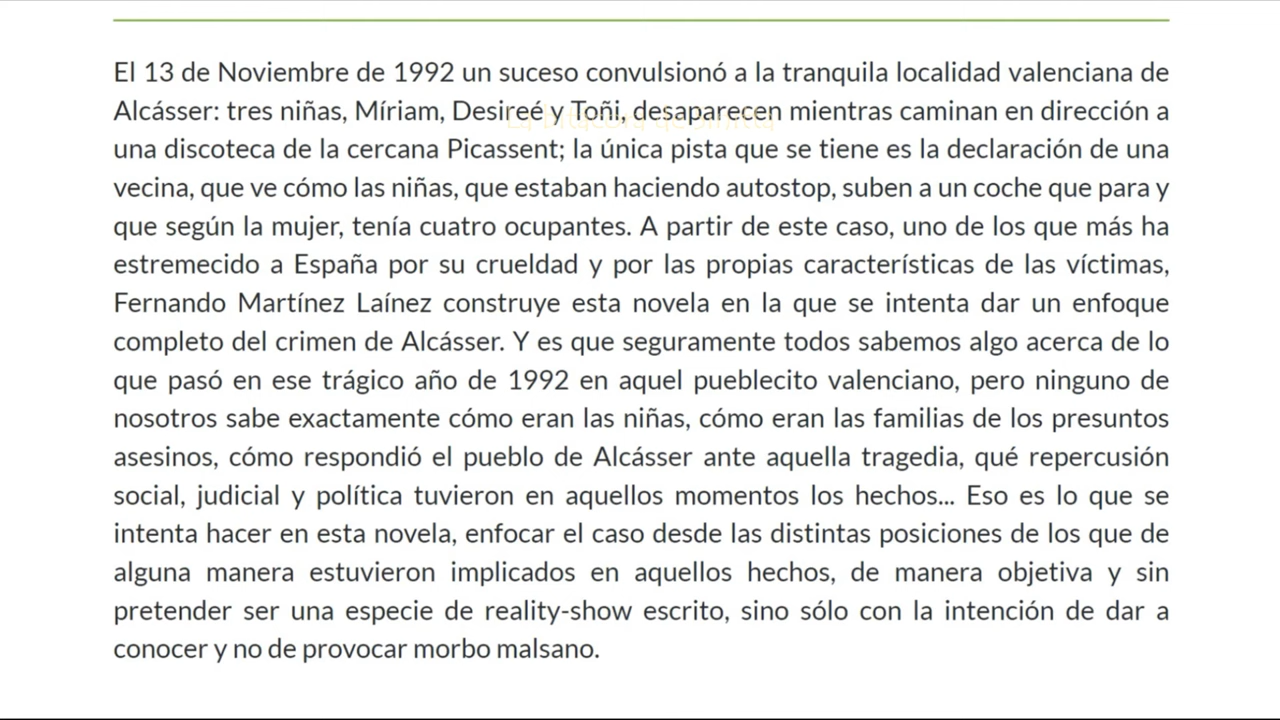 El 13 de Noviembre de 1992 un suceso convulsionó a la tranquila localidad valenciana de
Alcásser: tres niñas, Míriam, Desireé y Toñi, desaparecen mientras caminan en dirección a
una discoteca de la cercana Picassent; la única pista que se tiene es la declaración de una
vecina, que ve cómo las niñas, que estaban haciendo autostop, suben a un coche que para y
que según la mujer, tenía cuatro ocupantes. A partir de este caso, uno de los que más ha
estremecido a España por su crueldad y por las propias características de las víctimas,
Fernando Martínez Laínez construye esta novela en la que se intenta dar un enfoque
completo del crimen de Alcásser. Y es que seguramente todos sabemos algo acerca de lo
que pasó en ese trágico año de 1992 en aquel pueblecito valenciano, pero ninguno de
nosotros sabe exactamente cómo eran las niñas, cómo eran las familias de los presuntos
asesinos, cómo respondió el pueblo de Alcásser ante aquella tragedia, qué repercusión
social, judicial y política tuvieron en aquellos momentos los hechos... Eso es lo que se
intenta hacer en esta novela, enfocar el caso desde las distintas posiciones de los que de
alguna manera estuvieron implicados en aquellos hechos, de manera objetiva y sin
pretender ser una especie de reality-show escrito, sino sólo con la intención de dar a
conocer y no de provocar morbo malsano.